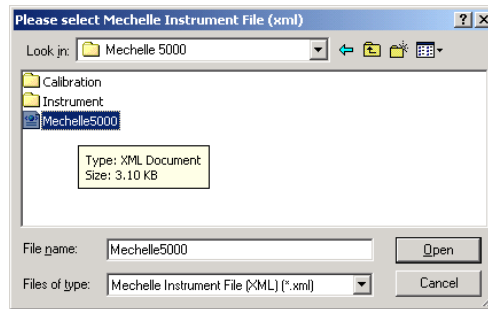 Please select Mechelle Instrument File (xml)
Look in: Mechelle 5000
Calibration
Instrument
Mechelle5000
Type: XML Document
Size: 3.10 KB
File name: Mechelle5000 Open
Files of type: Mechelle Instrument File (XML) (*.xml) Cancel